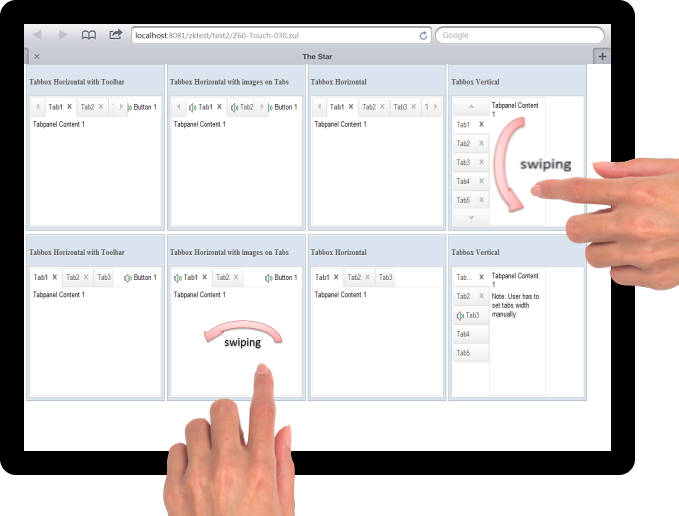 localhost:8081/zktest/test2/Z60-Touch-030.zul
Google
The Star
Tabbox Horizontal with Toolbar
Tab1 Tab2 Button 1
Tabpanel Content 1
Tabbox Horizontal with images on Tabs
Tab1 Tab2 Button 1
Tabpanel Content 1
Tabbox Horizontal
Tab1 Tab2 Tab3
Tabpanel Content 1
Tabbox Vertical
Tab1
Tab2
Tab3
Tab4
Tab5
Tabpanel Content
1
swiping
Tabbox Horizontal with Toolbar
Tab1 Tab2 Tab3 Button 1
Tabpanel Content 1
Tabbox Horizontal with images on Tabs
Tab1 Tab2 Button 1
Tabpanel Content 1
swiping
Tabbox Horizontal
Tab1 Tab2 Tab3
Tabpanel Content 1
Tabbox Vertical
Tab...
Tab2
Tab3
Tab4
Tab5
Tabpanel Content
1
Note: User has to
set tabs width
manually.